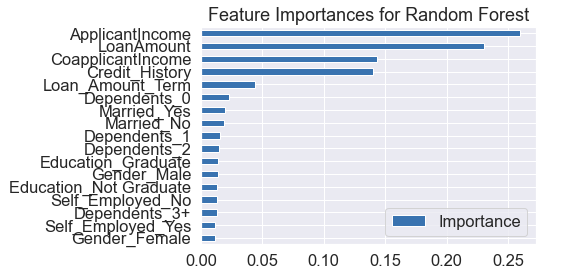 Feature Importances for Random Forest
ApplicantIncome
LoanAmount
CoapplicantIncome
Credit_History
Loan_Amount_Term
Dependents_0
Married_Yes
Married_No
Dependents_1
Dependents_2
Education_Graduate
Gender_Male
Education_Not Graduate
Self_Employed_No
Dependents_3+
Self_Employed_Yes
Gender_Female
Importance
0.00 0.05 0.10 0.15 0.20 0.25